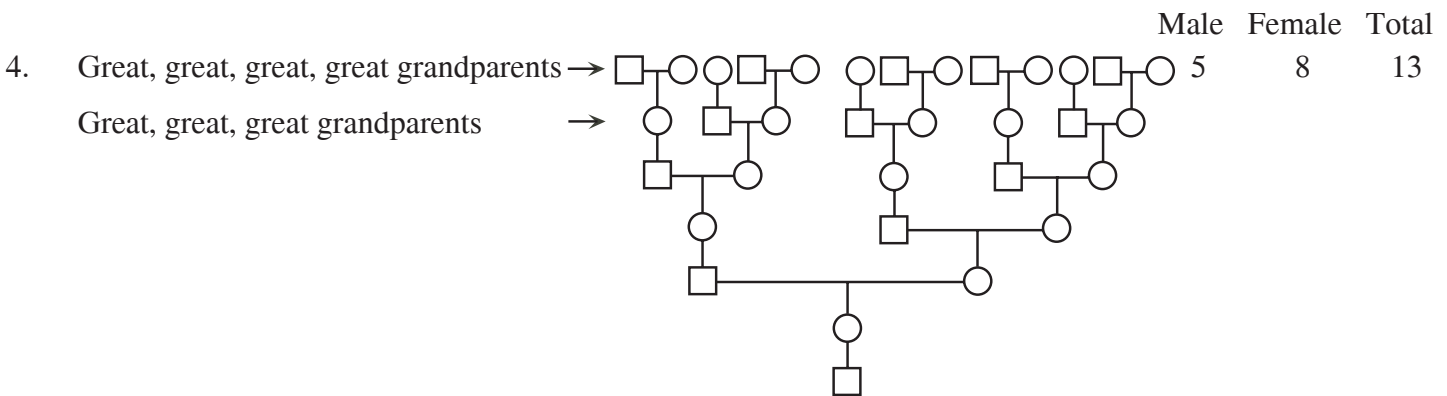 Male Female Total
4. Great, great, great, great grandparents → 5 8 13
Great, great, great grandparents →